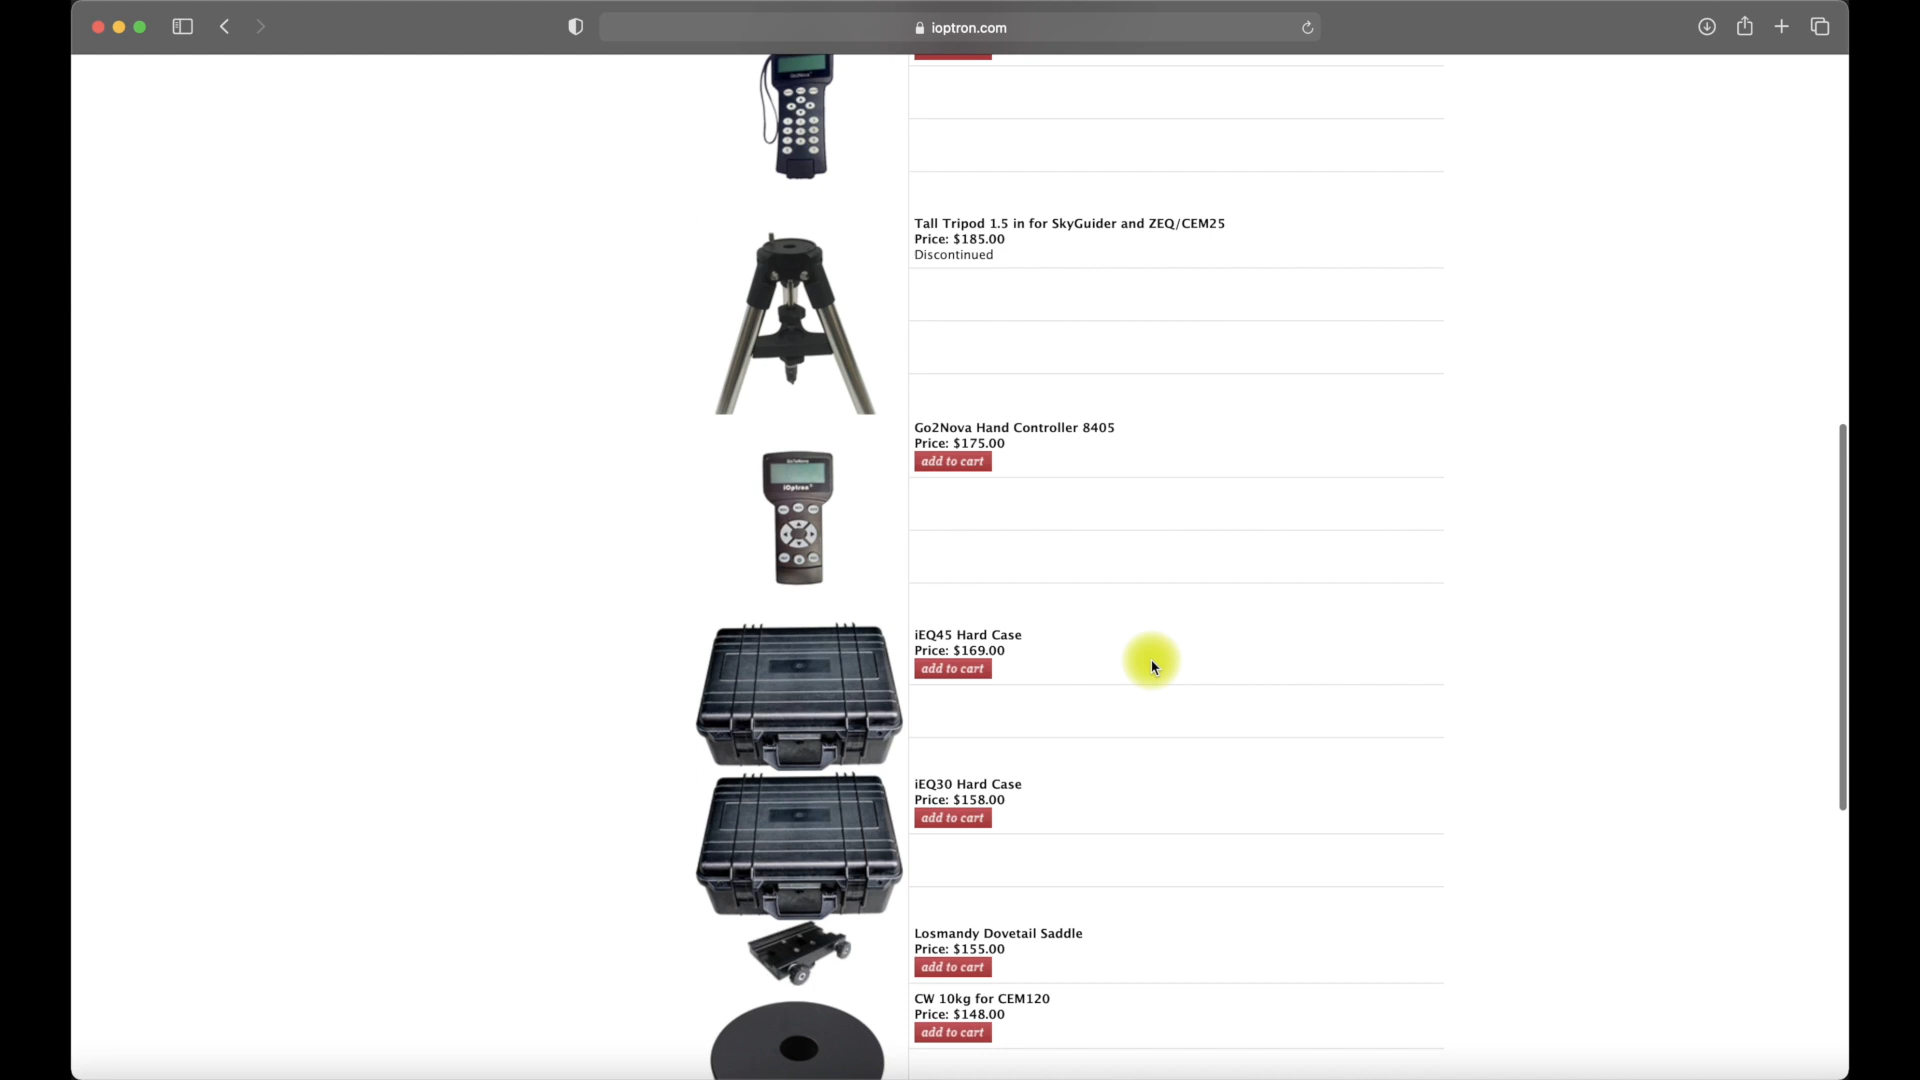 ioptron.com
Tall Tripod 1.5 in for SkyGuider and ZEQ/CEM25
Price: $185.00
Discontinued
Go2Nova Hand Controller 8405
Price: $175.00
add to cart
iOptron
iEQ45 Hard Case
Price: $169.00
add to cart
iEQ30 Hard Case
Price: $158.00
add to cart
Losmandy Dovetail Saddle
Price: $155.00
add to cart
CW 10kg for CEM120
Price: $148.00
add to cart